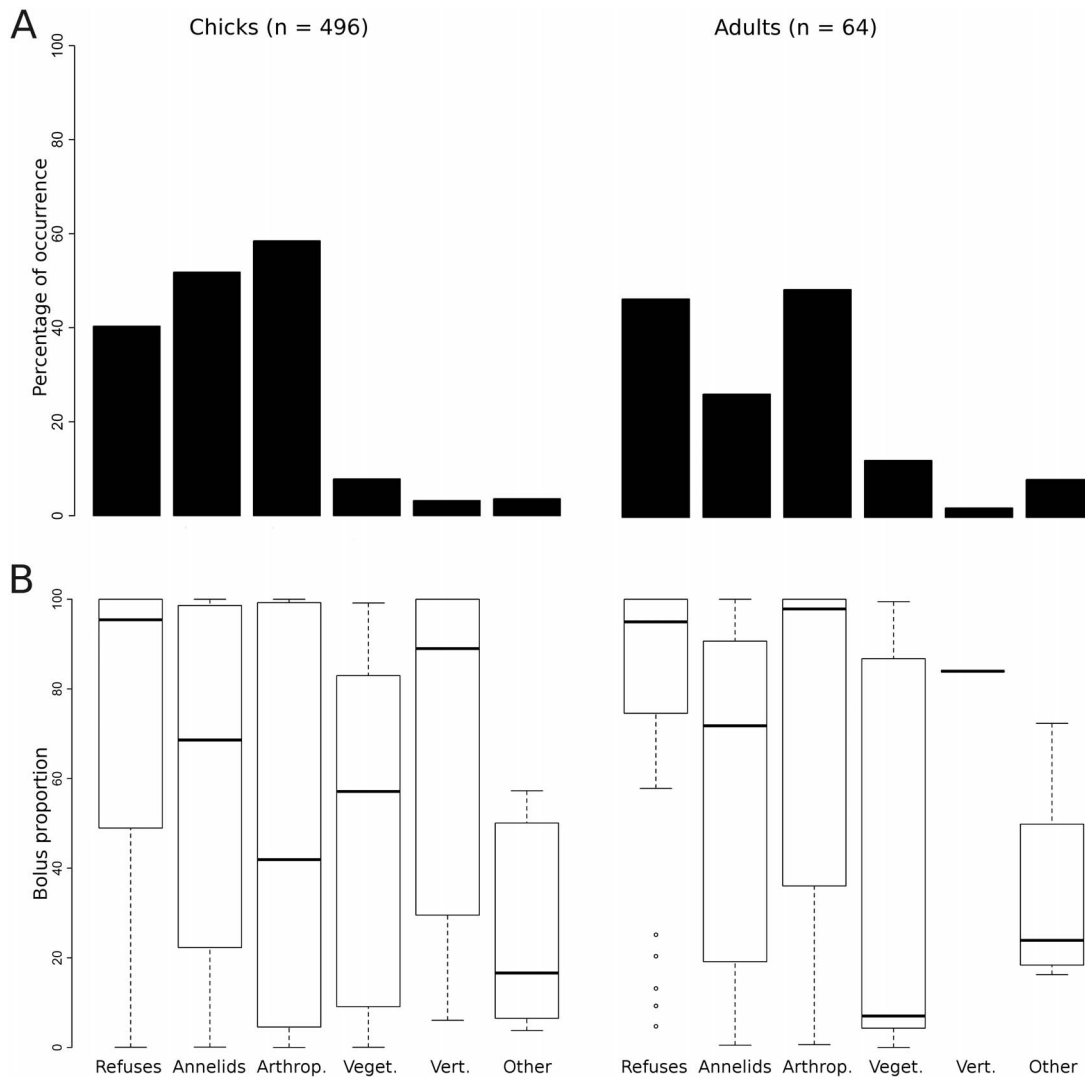 A
Chicks (n = 496)
Adults (n = 64)
Percentage of occurrence
100
80
60
40
20
0
B
Bolus proportion
100
80
60
40
20
0
Refuses Annelids Arthrop. Veget. Vert. Other
Refuses Annelids Arthrop. Veget. Vert. Other